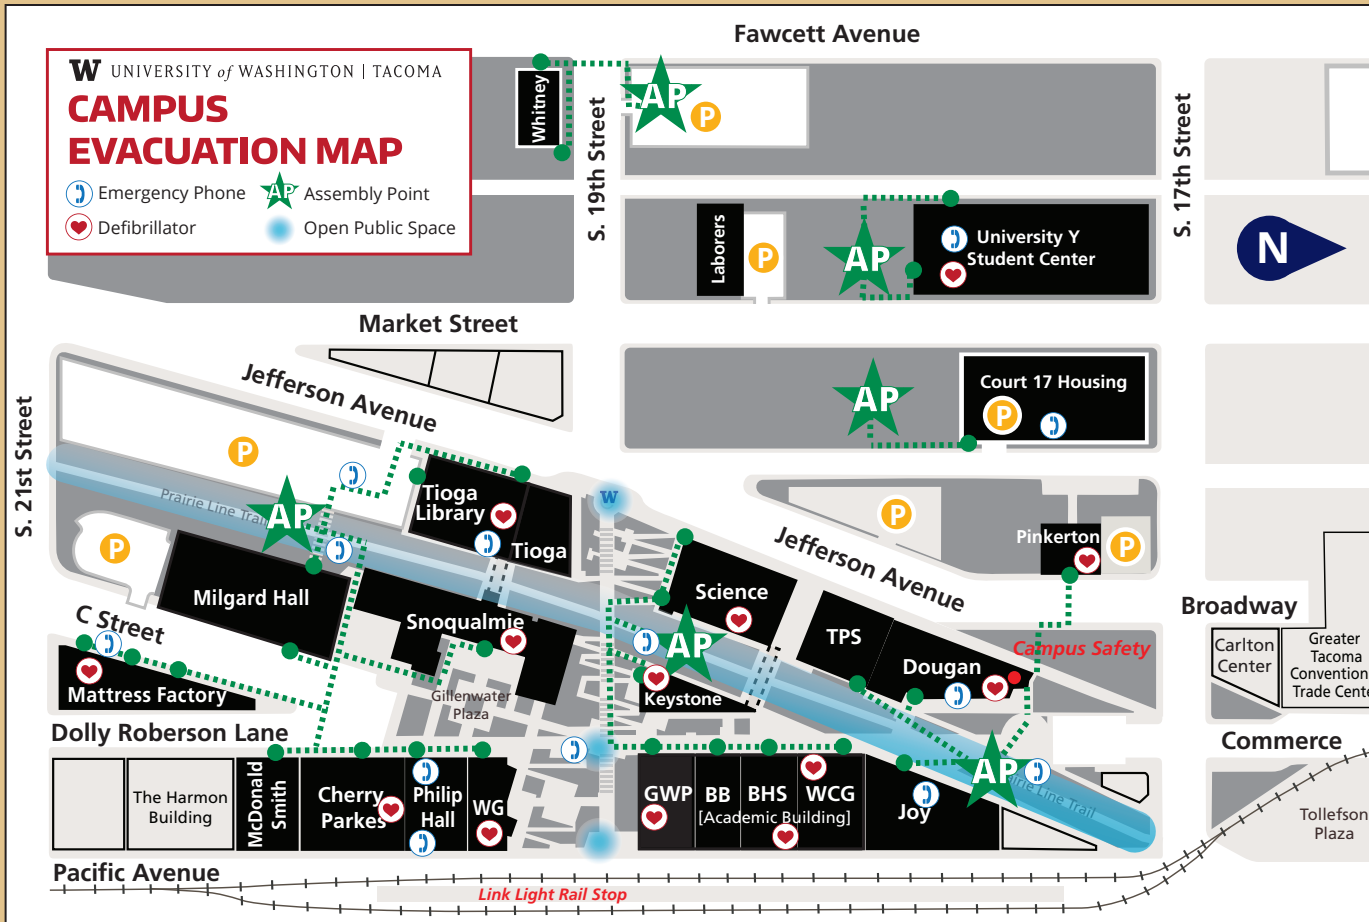 Fawcett Avenue
W UNIVERSITY of WASHINGTON | TACOMA
CAMPUS
EVACUATION MAP
Emergency Phone
AP Assembly Point
Defibrillator
Open Public Space
Whitney
S. 19th Street
AP
P
S. 17th Street
Laborers
P
AP
University Y
Student Center
N
Market Street
Jefferson Avenue
AP
Court 17 Housing
P
S. 21st Street
P
Prairie Line Trail
AP
P
Tioga
Library
Tioga
W
P
Jefferson Avenue
Pinkerton
P
Milgard Hall
C Street
Snoqualmie
Science
AP
TPS
Dougan
Campus Safety
Broadway
Carlton
Center
Greater
Tacoma
Convention
Trade Cente
Mattress Factory
Gillenwater
Plaza
Keystone
Dolly Roberson Lane
Commerce
The Harmon
Building
McDonald
Smith
Cherry
Parkes
Philip
Hall
WG
GWP
BB
BHS
WCG
[Academic Building]
Joy
AP
irie Line Trail
Tollefson
Plaza
Pacific Avenue
Link Light Rail Stop